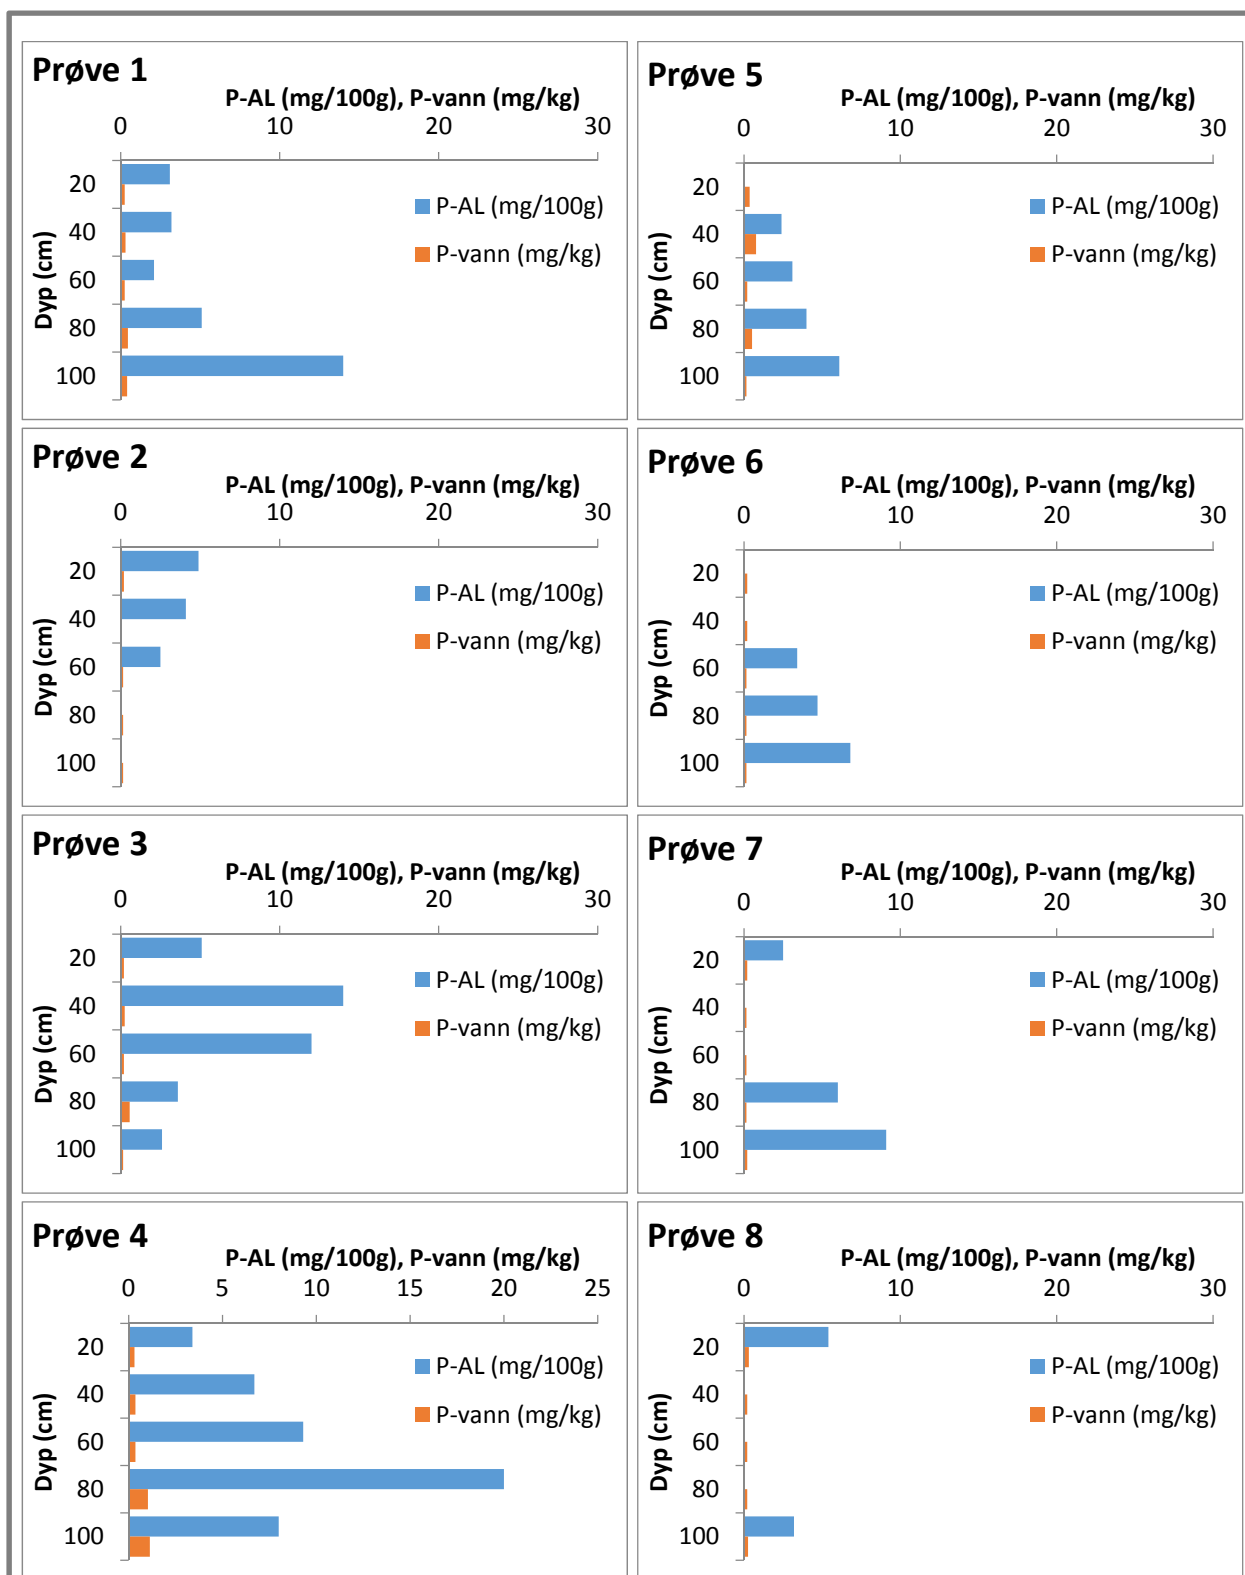 Prøve 1
P-AL (mg/100g), P-vann (mg/kg)
0 10 20 30
Dyp (cm)
20
40
60
80
100
P-AL (mg/100g)
P-vann (mg/kg)
Prøve 5
P-AL (mg/100g), P-vann (mg/kg)
0 10 20 30
Dyp (cm)
20
40
60
80
100
P-AL (mg/100g)
P-vann (mg/kg)
Prøve 2
P-AL (mg/100g), P-vann (mg/kg)
0 10 20 30
Dyp (cm)
20
40
60
80
100
P-AL (mg/100g)
P-vann (mg/kg)
Prøve 6
P-AL (mg/100g), P-vann (mg/kg)
0 10 20 30
Dyp (cm)
20
40
60
80
100
P-AL (mg/100g)
P-vann (mg/kg)
Prøve 3
P-AL (mg/100g), P-vann (mg/kg)
0 10 20 30
Dyp (cm)
20
40
60
80
100
P-AL (mg/100g)
P-vann (mg/kg)
Prøve 7
P-AL (mg/100g), P-vann (mg/kg)
0 10 20 30
Dyp (cm)
20
40
60
80
100
P-AL (mg/100g)
P-vann (mg/kg)
Prøve 4
P-AL (mg/100g), P-vann (mg/kg)
0 5 10 15 20 25
Dyp (cm)
20
40
60
80
100
P-AL (mg/100g)
P-vann (mg/kg)
Prøve 8
P-AL (mg/100g), P-vann (mg/kg)
0 10 20 30
Dyp (cm)
20
40
60
80
100
P-AL (mg/100g)
P-vann (mg/kg)